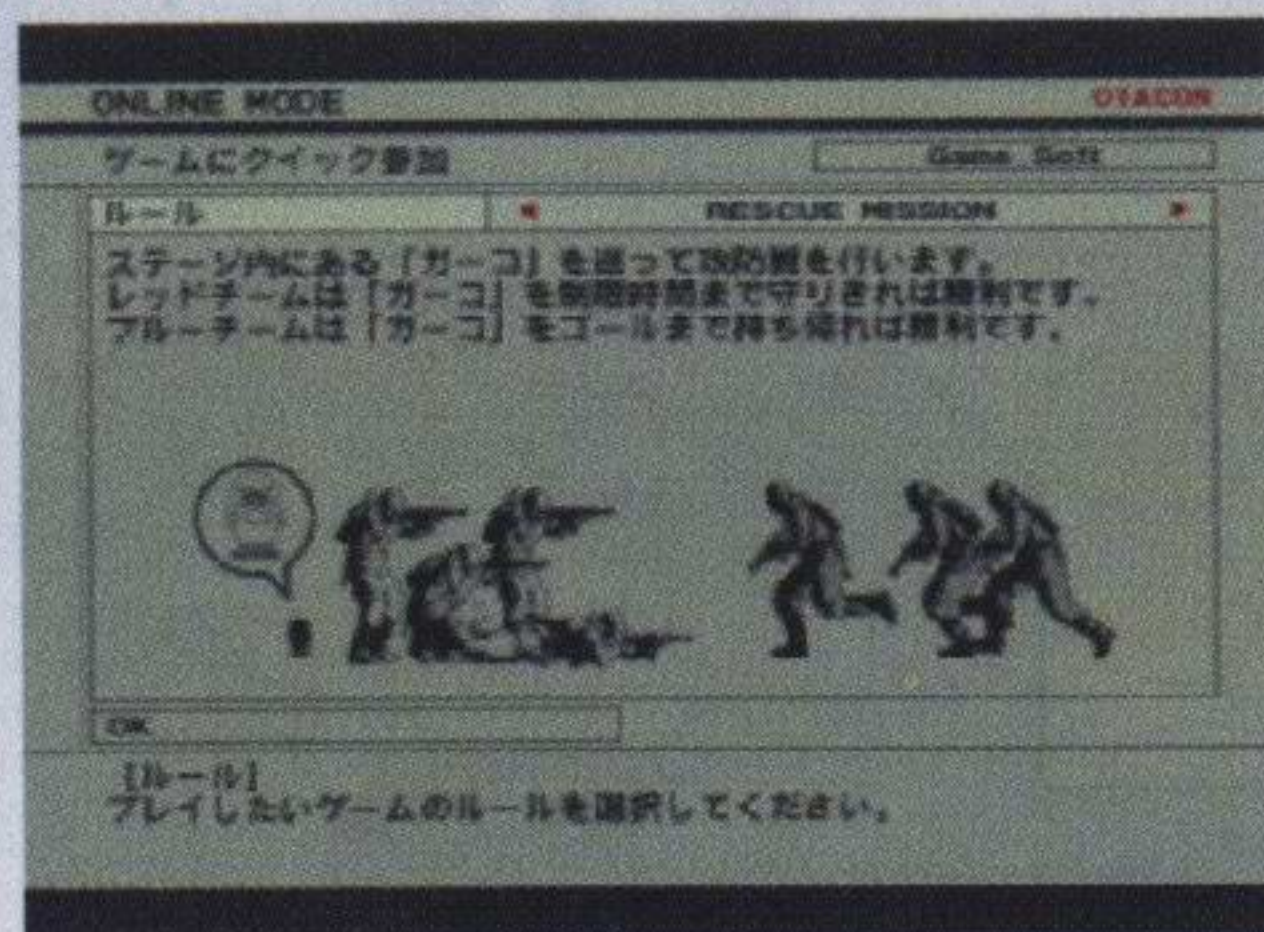 ONLINE MODE
OTACON
ゲームにクイック参加
Game Soft
ルール
RESCUE MISSION
ステージ内にある「ガーコ」を巡って攻防戦を行います。
レッドチームは「ガーコ」を制限時間まで守りきれば勝利です。
ブルーチームは「ガーコ」をゴールまで持ち帰れば勝利です。
OK
[ルール]
プレイしたいゲームのルールを選択してください。